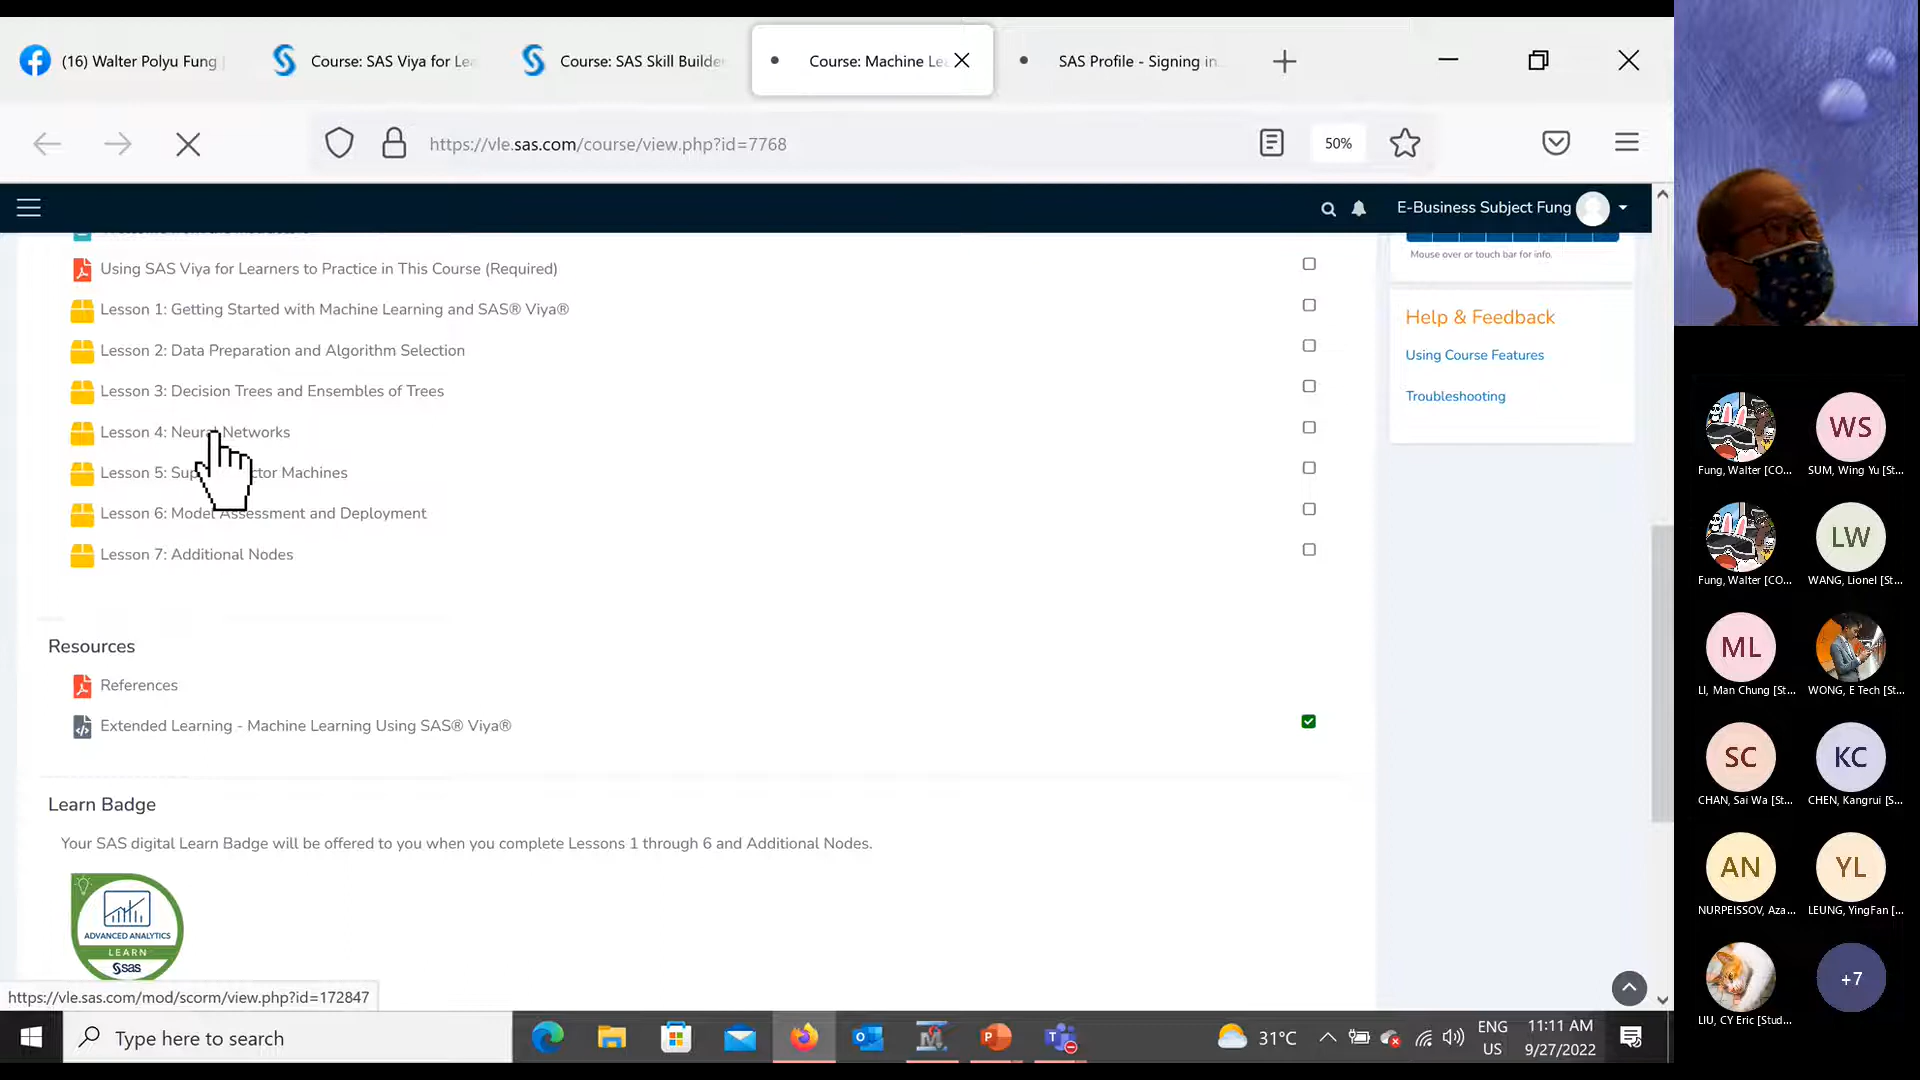 (16) Walter Polyu Fung
Course: SAS Viya for Lea
Course: SAS Skill Builder
Course: Machine Le
SAS Profile - Signing in
https://vle.sas.com/course/view.php?id=7768
50%
E-Business Subject Fung
Using SAS Viya for Learners to Practice in This Course (Required)
Lesson 1: Getting Started with Machine Learning and SAS® Viya®
Lesson 2: Data Preparation and Algorithm Selection
Lesson 3: Decision Trees and Ensembles of Trees
Lesson 4: Neural Networks
Lesson 5: Sup ctor Machines
Lesson 6: Model Assessment and Deployment
Lesson 7: Additional Nodes
Mouse over or touch bar for info.
Help & Feedback
Using Course Features
Troubleshooting
Resources
References
Extended Learning - Machine Learning Using SAS® Viya®
Learn Badge
Your SAS digital Learn Badge will be offered to you when you complete Lessons 1 through 6 and Additional Nodes.
ADVANCED ANALYTICS
LEARN
sas
https://vle.sas.com/mod/scorm/view.php?id=172847
Type here to search
31°C
ENG
US
11:11 AM
9/27/2022
WS
Fung, Walter [CO...
SUM, Wing Yu [St...
LW
Fung, Walter [CO...
WANG, Lionel [St...
ML
LI, Man Chung [St...
WONG, E Tech [St...
SC
KC
CHAN, Sai Wa [St...
CHEN, Kangrui [S...
AN
YL
NURPEISSOV, Aza...
LEUNG, YingFan [...
+7
LIU, CY Eric [Stud...